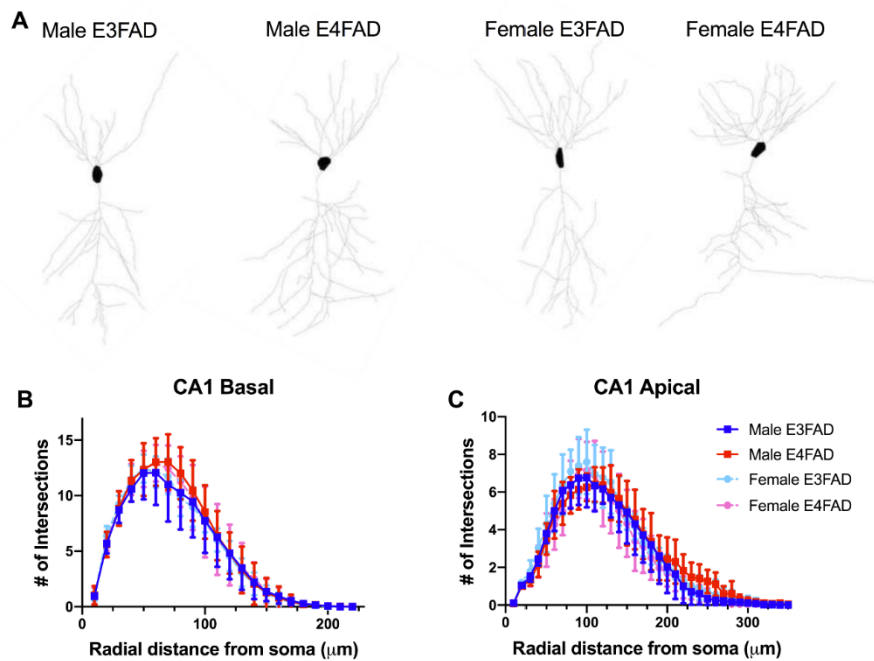 A
Male E3FAD
Male E4FAD
Female E3FAD
Female E4FAD
B
CA1 Basal
# of Intersections
15
10
5
0
0
100
200
Radial distance from soma (μm)
C
CA1 Apical
# of Intersections
10
8
6
4
2
0
0
100
200
300
Radial distance from soma (μm)
Male E3FAD
Male E4FAD
Female E3FAD
Female E4FAD